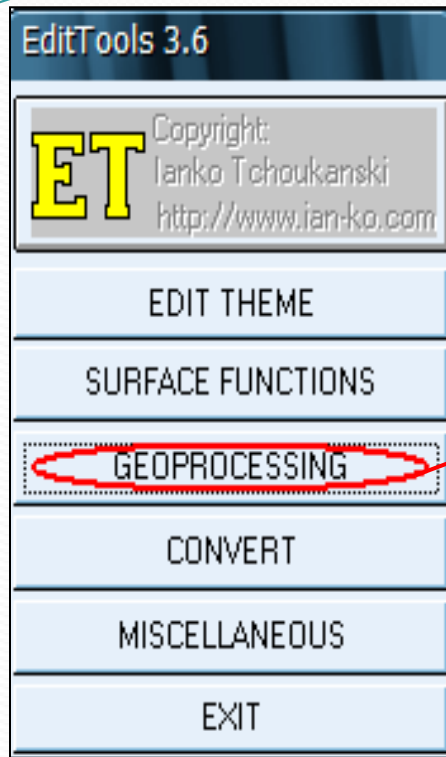 EditTools 3.6
ET
Copyright:
Ianko Tchoukanski
http://www.ian-ko.com
EDIT THEME
SURFACE FUNCTIONS
GEOPROCESSING
CONVERT
MISCELLANEOUS
EXIT